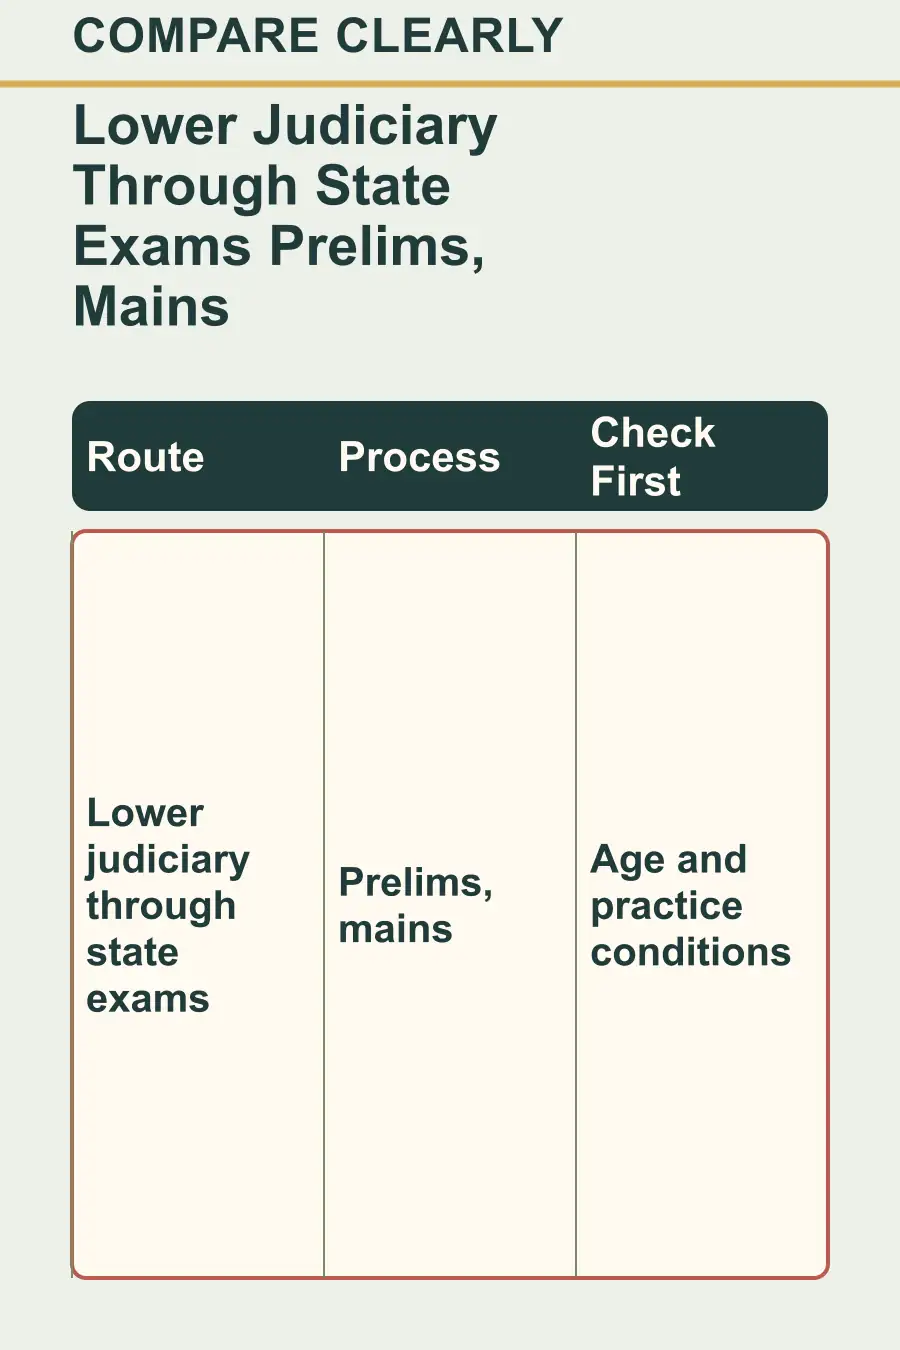 COMPARE CLEARLY
Lower Judiciary
Through State
Exams Prelims,
Mains
Route
Process
Check
First
Lower
judiciary
through
state
exams
Prelims,
mains
Age and
practice
conditions